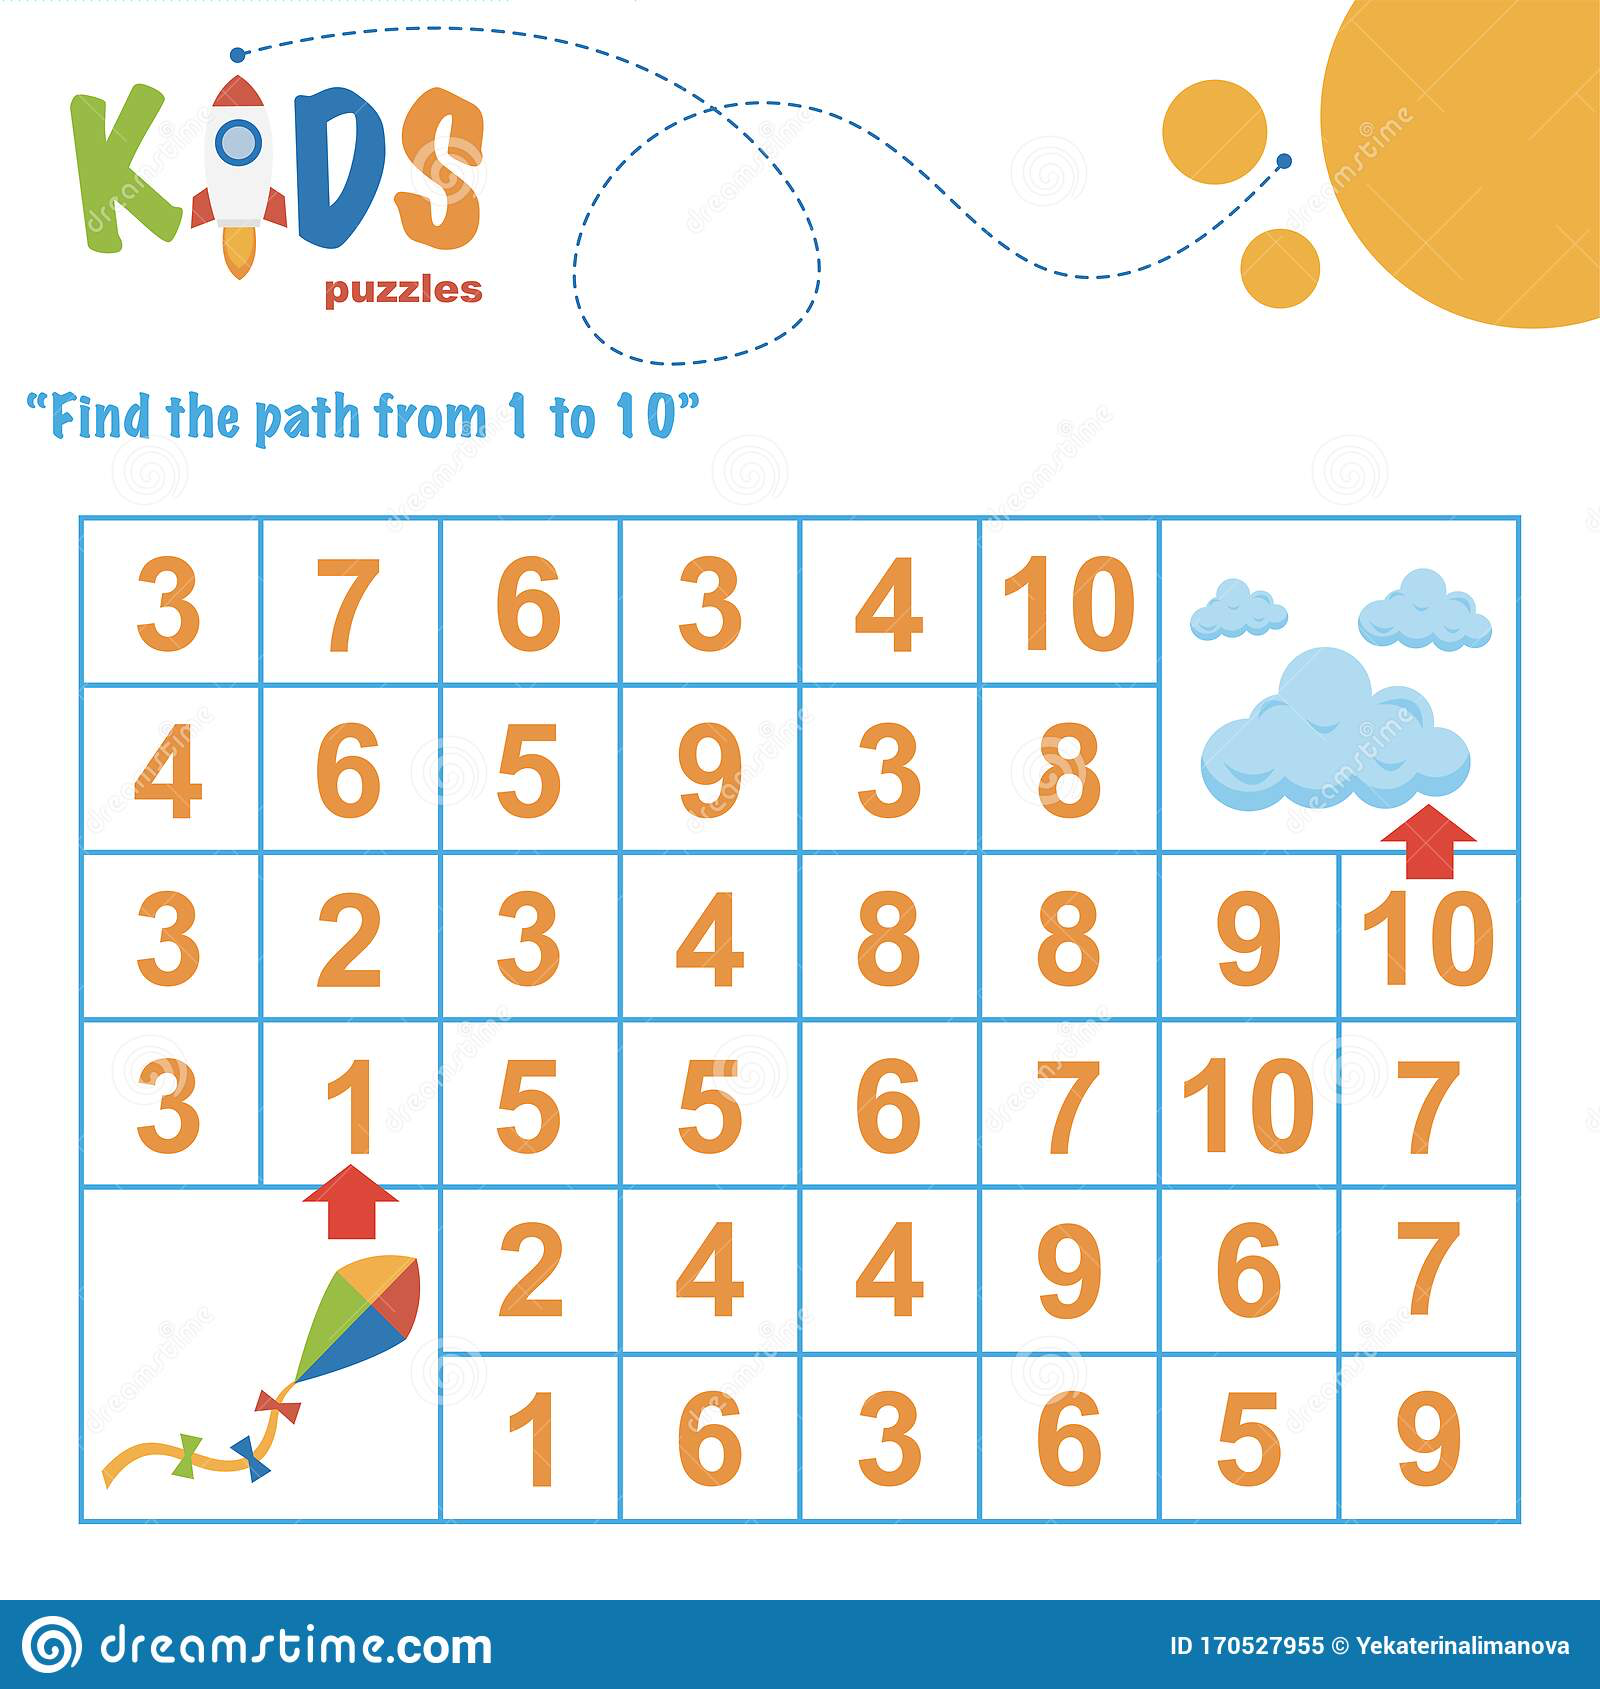 KIDS
puzzles
“Find the path from 1 to 10”
3 7 6 3 4 10
4 6 5 9 3 8
3 2 3 4 8 8 9 10
3 1 5 5 6 7 10 7
2 4 4 9 6 7
1 6 3 6 5 9
dreamstime.com
ID 170527955 © Yekaterinalimanova